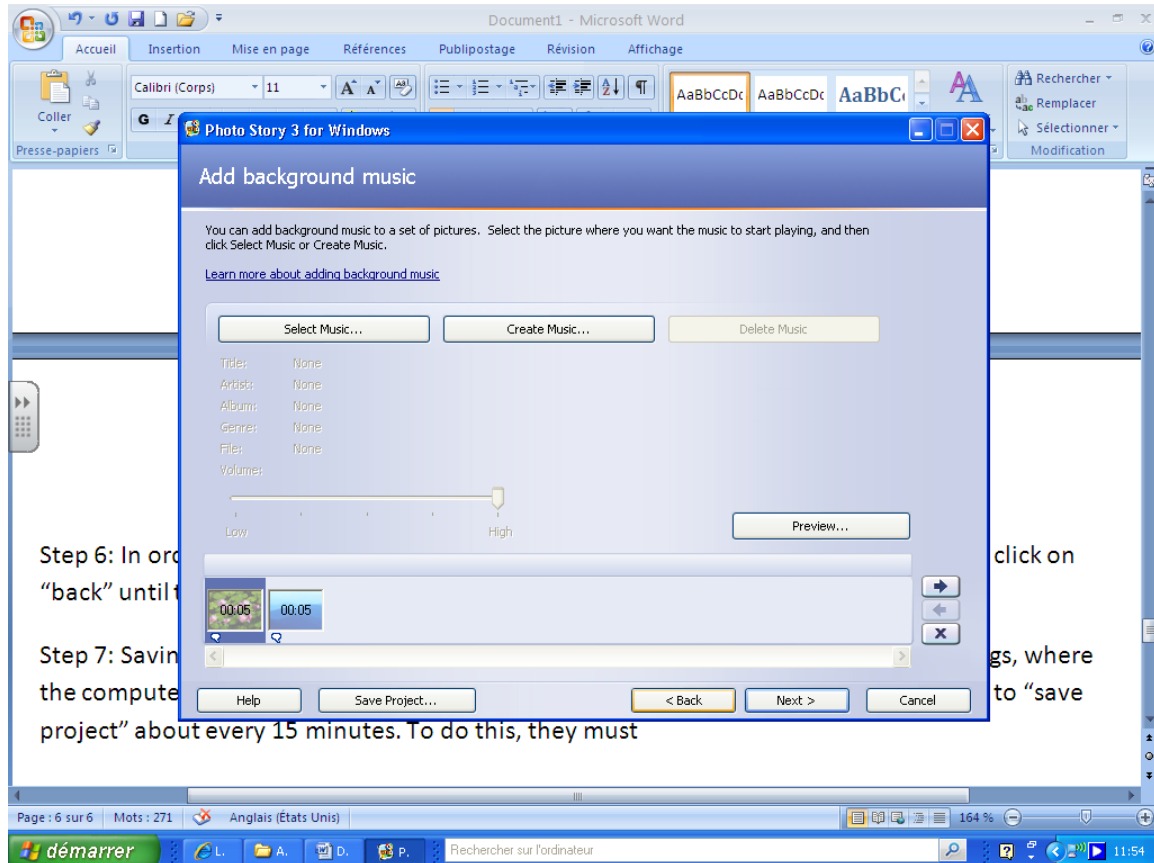 Document1 - Microsoft Word
Accueil Insertion Mise en page Références Publipostage Révision Affichage
Coller
Calibri (Corps) 11
G I
AaBbCcDc AaBbCcDc AaBbC
Rechercher
Remplacer
Sélectionner
Presse-papiers
Modification
Photo Story 3 for Windows
Add background music
You can add background music to a set of pictures. Select the picture where you want the music to start playing, and then
click Select Music or Create Music.
Learn more about adding background music
Select Music... Create Music... Delete Music
Title: None
Artist: None
Album: None
Genre: None
File: None
Volume:
Low High
Preview...
00:05 00:05
Help Save Project... < Back Next > Cancel
Step 6: In ord click on
“back” until t
Step 7: Savin gs, where
the compute to “save
project” about every 15 minutes. To do this, they must
Page : 6 sur 6 Mots : 271 Anglais (États Unis) 164 %
démarrer L. A. D. P. Rechercher sur l'ordinateur 11:54